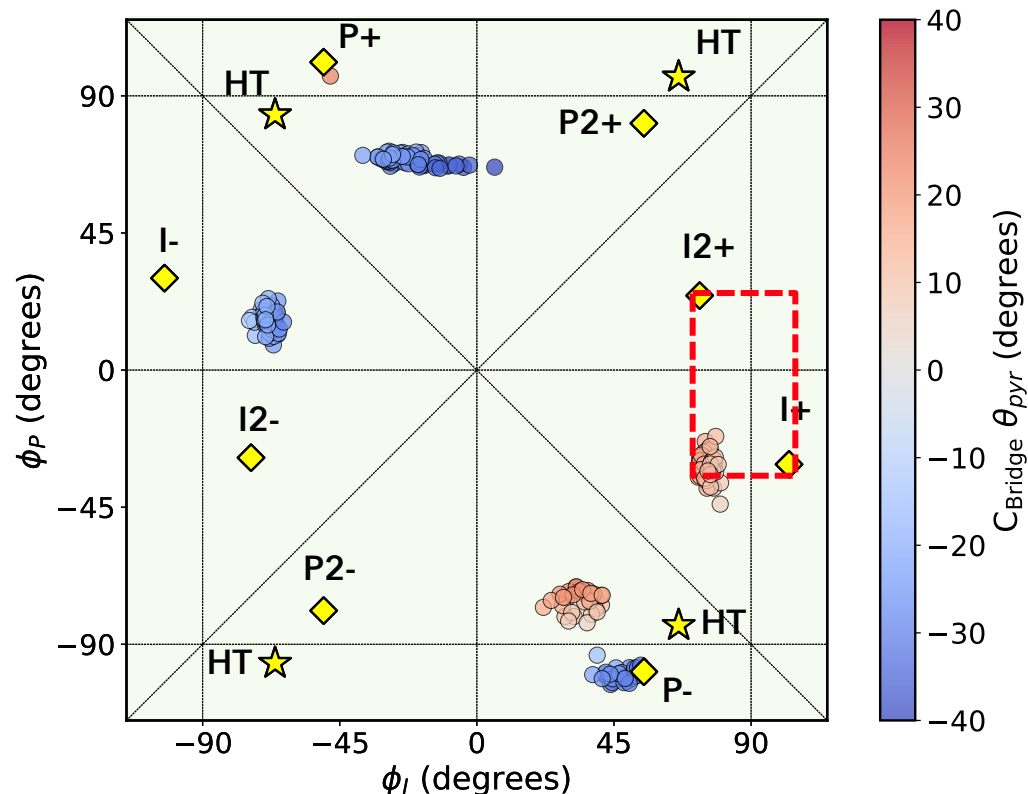 P+
HT
HT
P2+
I-
I2+
I+
I2-
P2-
HT
HT
P-
90
45
0
−45
−90
ϕP (degrees)
−90
−45
0
45
90
ϕI (degrees)
40
30
20
10
0
−10
−20
−30
−40
CBridge θpyr (degrees)